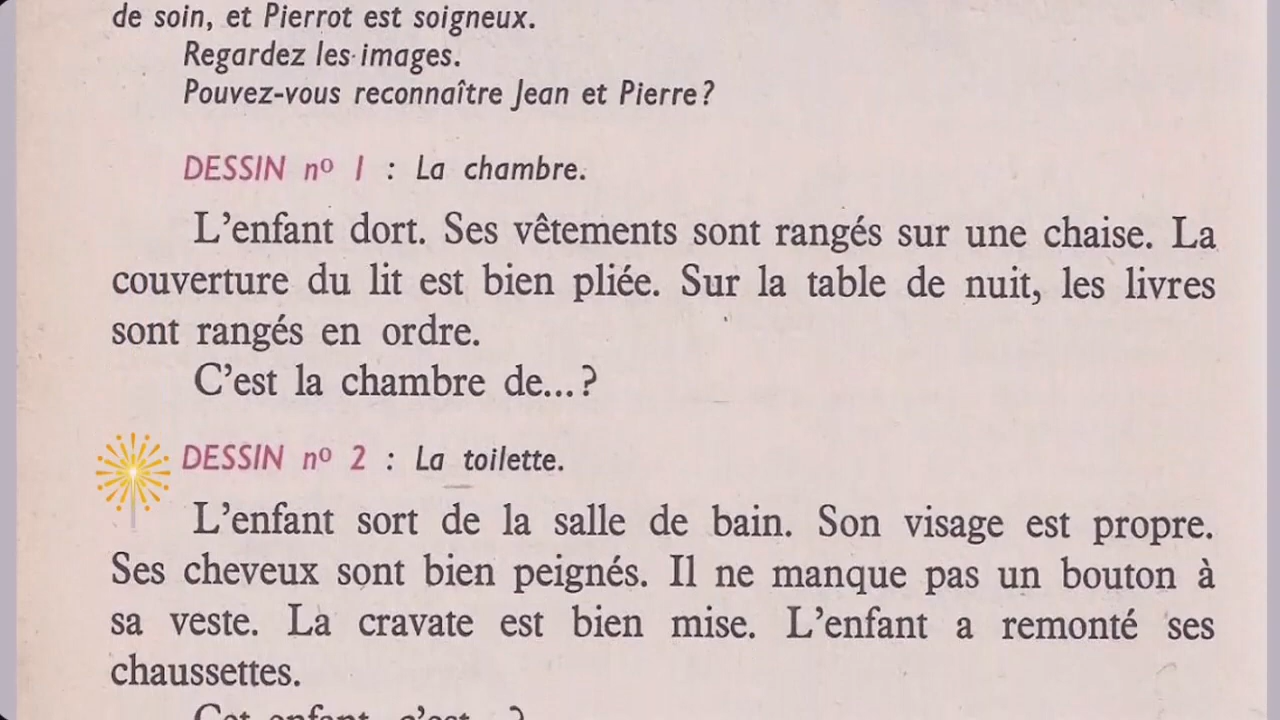 de soin, et Pierrot est soigneux.
Regardez les images.
Pouvez-vous reconnaître Jean et Pierre?
DESSIN nº 1 : La chambre.
L'enfant dort. Ses vêtements sont rangés sur une chaise. La
couverture du lit est bien pliée. Sur la table de nuit, les livres
sont rangés en ordre.
C'est la chambre de...?
DESSIN nº 2 : La toilette.
L'enfant sort de la salle de bain. Son visage est propre.
Ses cheveux sont bien peignés. Il ne manque pas un bouton à
sa veste. La cravate est bien mise. L'enfant a remonté ses
chaussettes.
Cet enfant, c'est...?